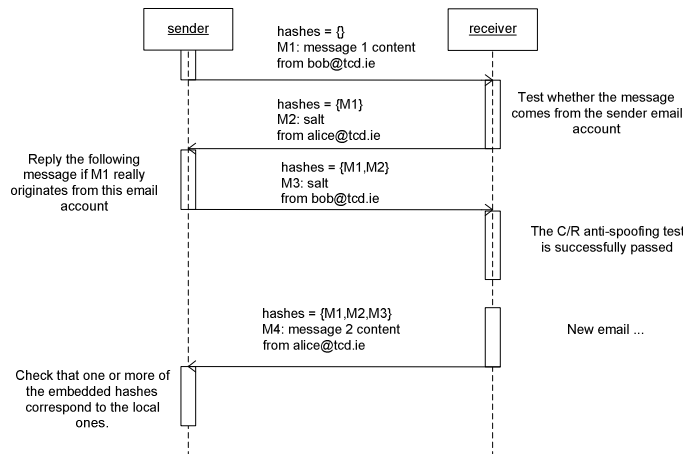 sender
receiver
hashes = {}
M1: message 1 content
from bob@tcd.ie
Test whether the message
comes from the sender email
account
hashes = {M1}
M2: salt
from alice@tcd.ie
Reply the following
message if M1 really
originates from this email
account
hashes = {M1,M2}
M3: salt
from bob@tcd.ie
The C/R anti-spoofing test
is successfully passed
hashes = {M1,M2,M3}
M4: message 2 content
from alice@tcd.ie
New email ...
Check that one or more of
the embedded hashes
correspond to the local
ones.